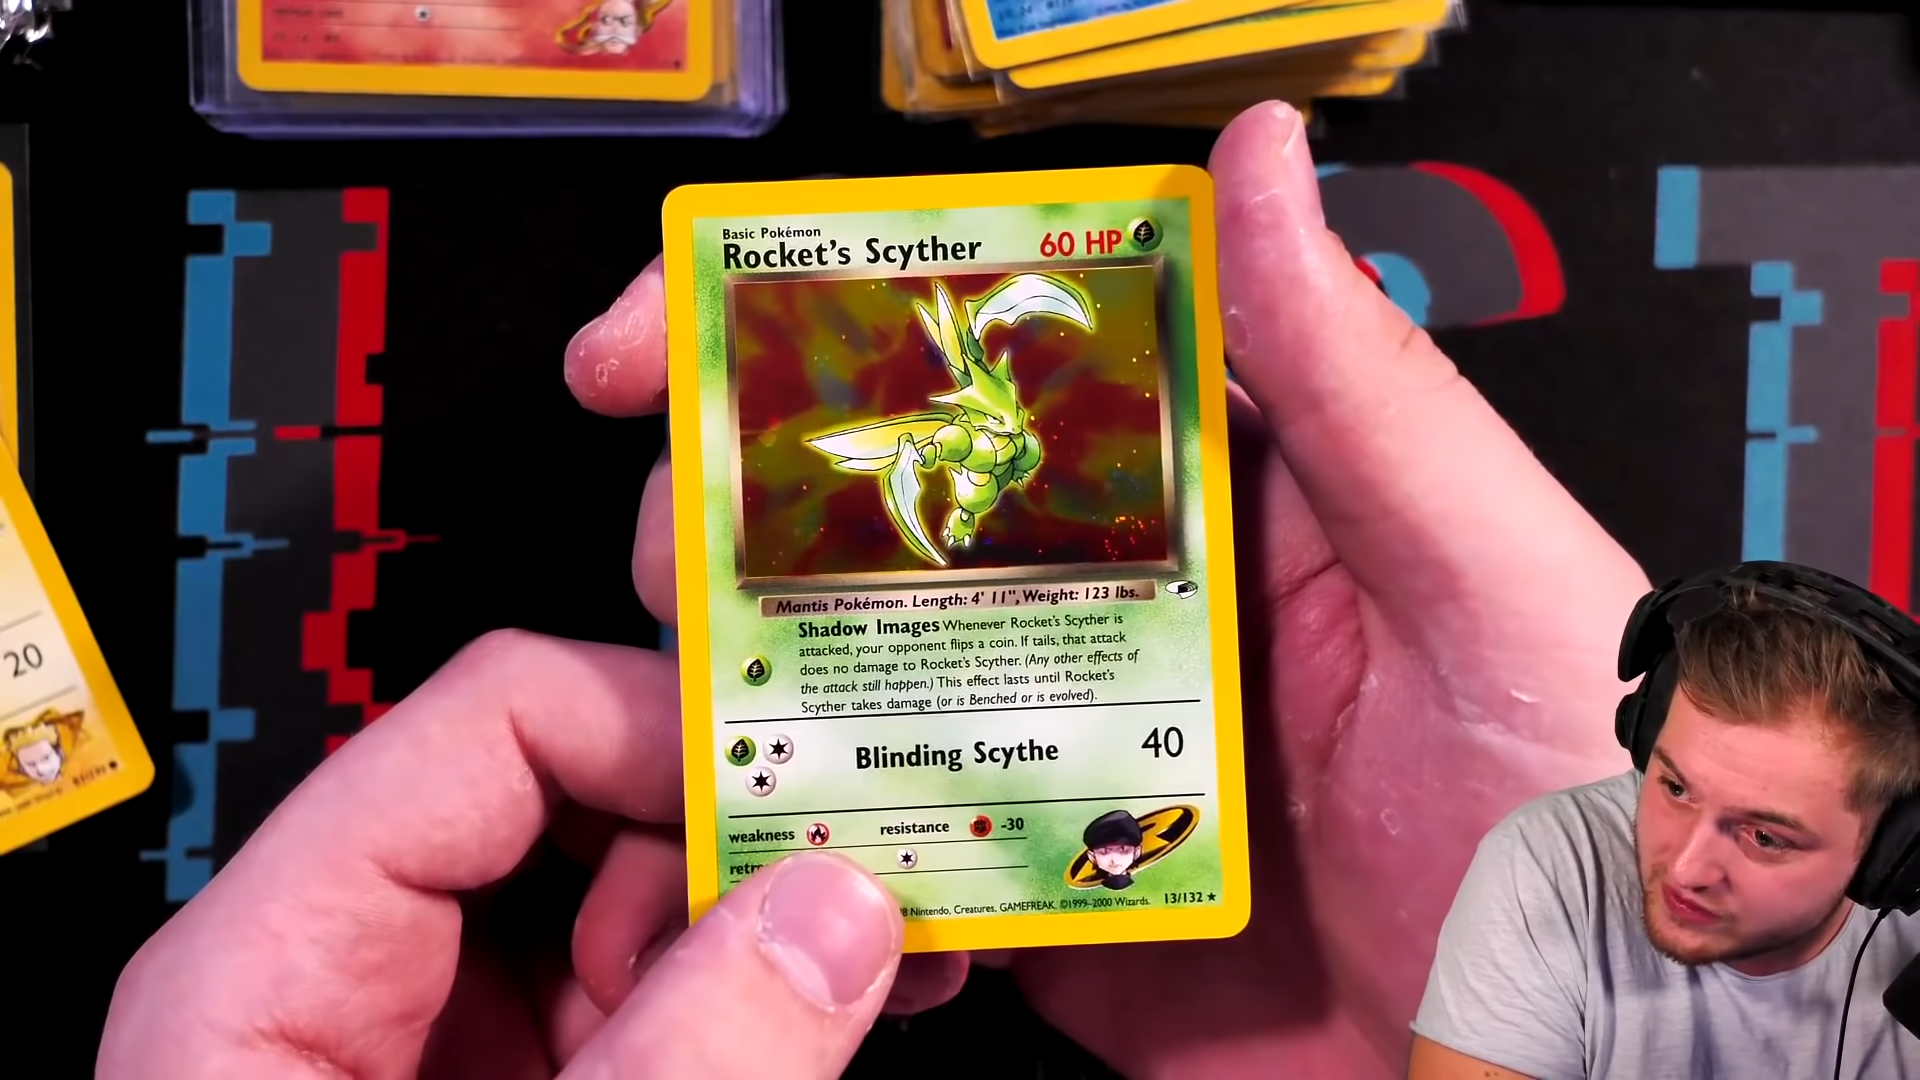 Basic Pokémon
Rocket's Scyther 60 HP
Mantis Pokémon. Length: 4' 11", Weight: 123 lbs.
Shadow Images Whenever Rocket's Scyther is
attacked, your opponent flips a coin. If tails, that attack
does no damage to Rocket's Scyther. (Any other effects of
the attack still happen.) This effect lasts until Rocket's
Scyther takes damage (or is Benched or is evolved).
Blinding Scythe 40
weakness resistance -30
retr
8 Nintendo, Creatures, GAMEFREAK. ©1999-2000 Wizards. 13/132
20